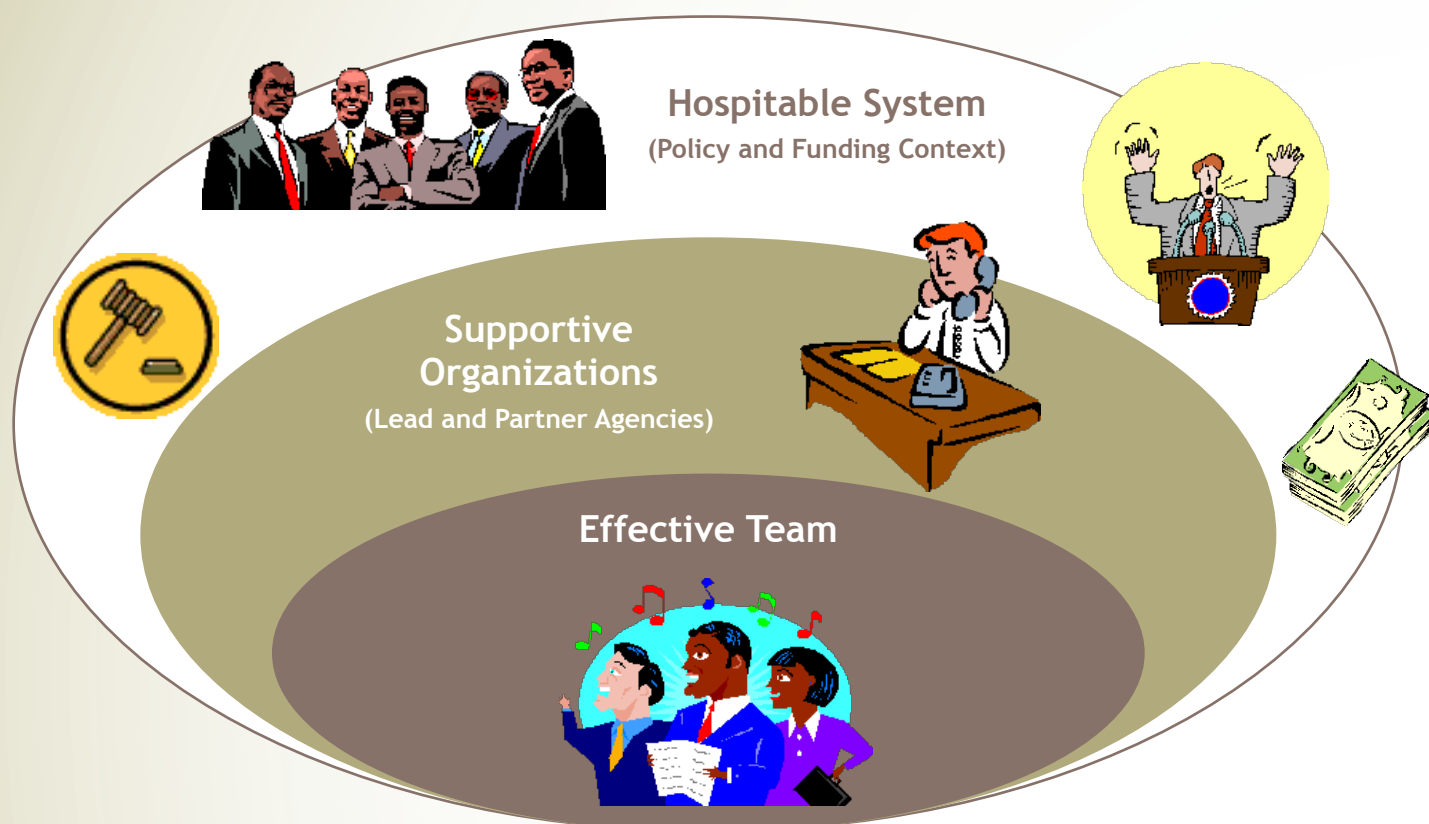 Hospitable System
(Policy and Funding Context)
Supportive
Organizations
(Lead and Partner Agencies)
Effective Team